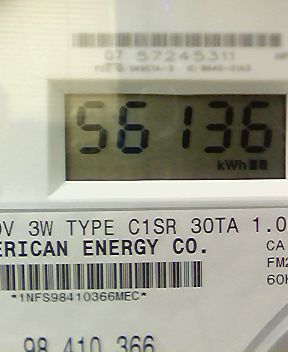 07 57245311
56136
kWh
0V 3W TYPE C1SR 30TA 1.0
ERICAN ENERGY CO.
CA
FM2
60H
*1NFS98410366MEC*
98 410 366